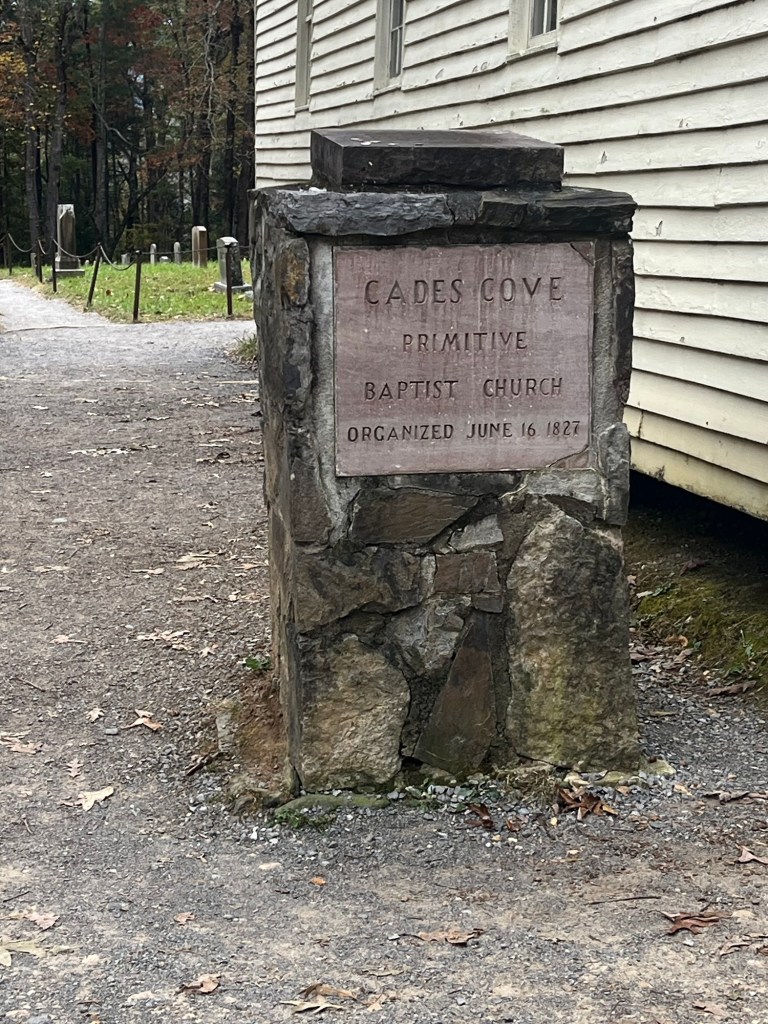 CADES COVE
PRIMITIVE
BAPTIST CHURCH
ORGANIZED JUNE 16 1827